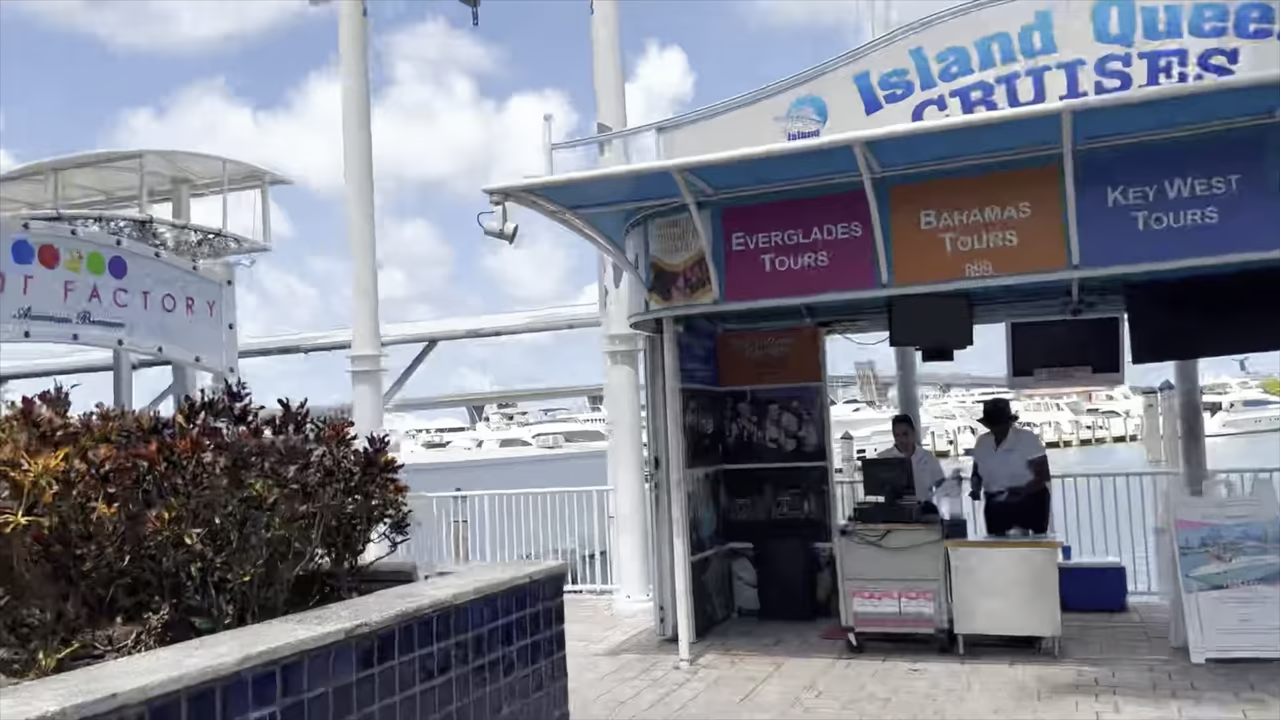 Island Quee
CRUISES
Island
EVERGLADES
TOURS
BAHAMAS
TOURS
KEY WEST
TOURS
FACTORY